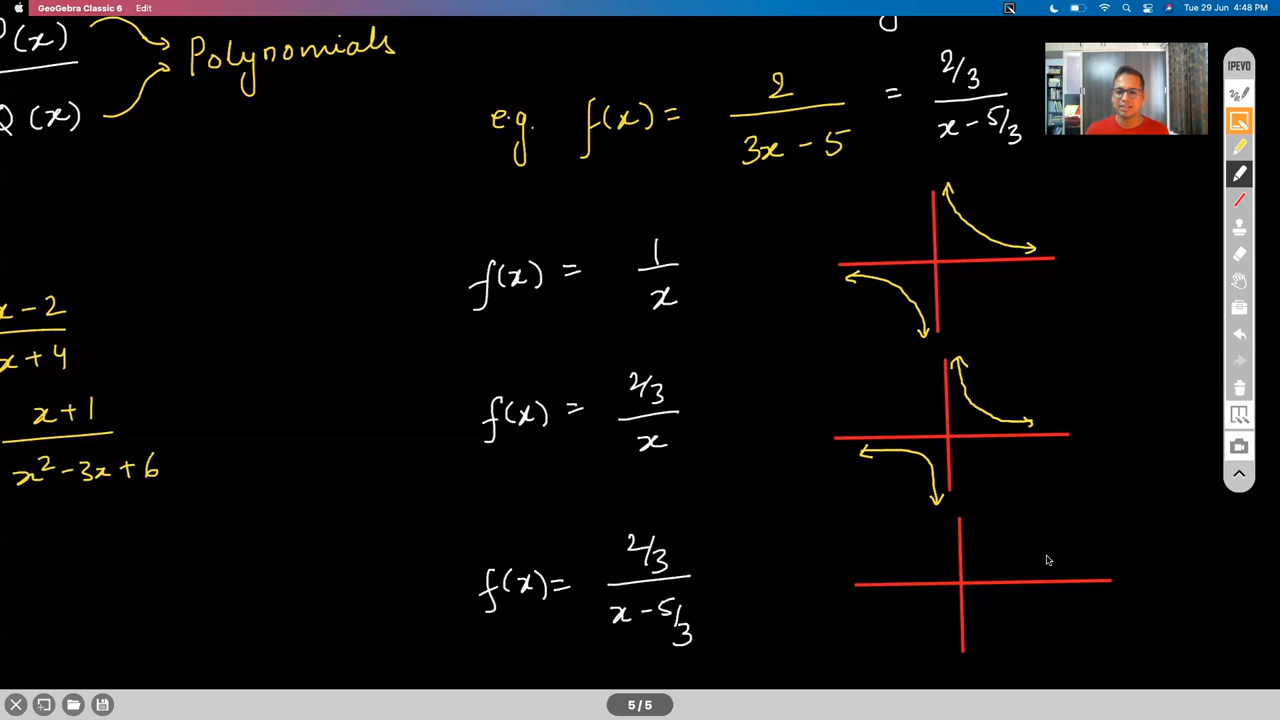 GeoGebra Classic 6 Edit Tue 29 Jun 4:48 PM
P(x)
Q(x)
Polynomials
e.g. f(x) = 2 / 3x - 5 = 2/3 / x - 5/3
IPEVO
f(x) = 1 / x
x - 2
x + 4
f(x) = 2/3 / x
x + 1
x² - 3x + 6
f(x) = 2/3 / x - 5/3
5 / 5